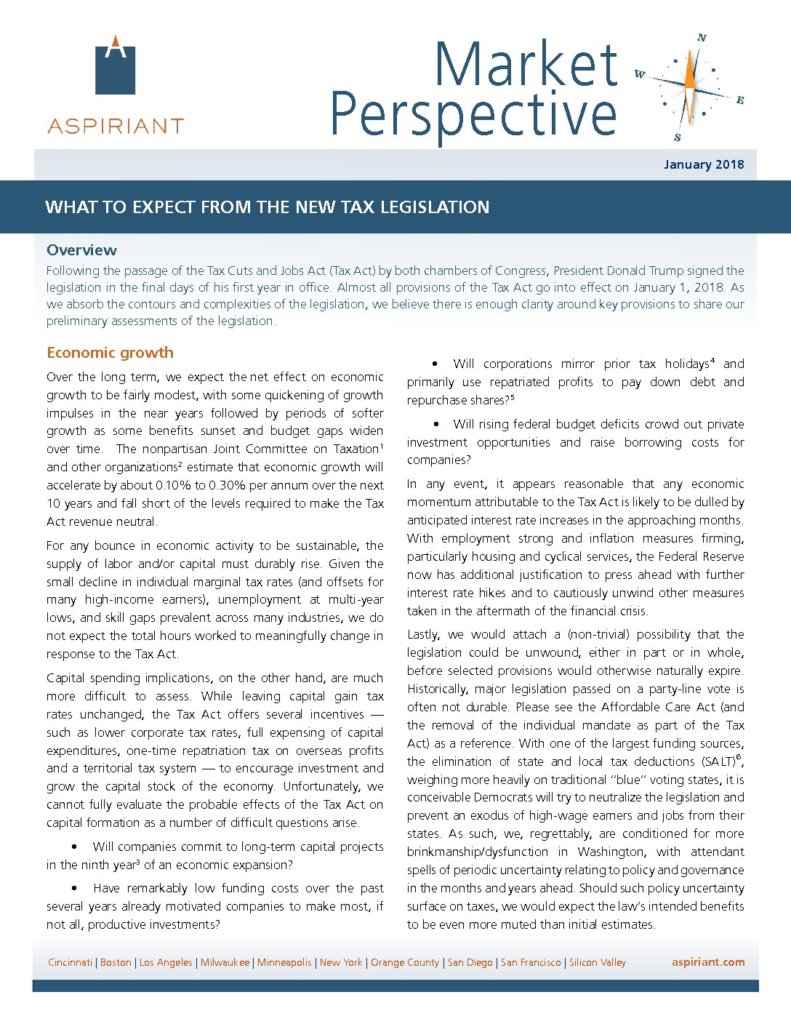 ASPIRIANT
Market
Perspective
N
W
E
S
January 2018
WHAT TO EXPECT FROM THE NEW TAX LEGISLATION
Overview
Following the passage of the Tax Cuts and Jobs Act (Tax Act) by both chambers of Congress, President Donald Trump signed the
legislation in the final days of his first year in office. Almost all provisions of the Tax Act go into effect on January 1, 2018. As
we absorb the contours and complexities of the legislation, we believe there is enough clarity around key provisions to share our
preliminary assessments of the legislation.
Economic growth
Over the long term, we expect the net effect on economic
growth to be fairly modest, with some quickening of growth
impulses in the near years followed by periods of softer
growth as some benefits sunset and budget gaps widen
over time. The nonpartisan Joint Committee on Taxation¹
and other organizations² estimate that economic growth will
accelerate by about 0.10% to 0.30% per annum over the next
10 years and fall short of the levels required to make the Tax
Act revenue neutral.
For any bounce in economic activity to be sustainable, the
supply of labor and/or capital must durably rise. Given the
small decline in individual marginal tax rates (and offsets for
many high-income earners), unemployment at multi-year
lows, and skill gaps prevalent across many industries, we do
not expect the total hours worked to meaningfully change in
response to the Tax Act.
Capital spending implications, on the other hand, are much
more difficult to assess. While leaving capital gain tax
rates unchanged, the Tax Act offers several incentives —
such as lower corporate tax rates, full expensing of capital
expenditures, one-time repatriation tax on overseas profits
and a territorial tax system — to encourage investment and
grow the capital stock of the economy. Unfortunately, we
cannot fully evaluate the probable effects of the Tax Act on
capital formation as a number of difficult questions arise.
• Will companies commit to long-term capital projects
in the ninth year³ of an economic expansion?
• Have remarkably low funding costs over the past
several years already motivated companies to make most, if
not all, productive investments?
• Will corporations mirror prior tax holidays⁴ and
primarily use repatriated profits to pay down debt and
repurchase shares?⁵
• Will rising federal budget deficits crowd out private
investment opportunities and raise borrowing costs for
companies?
In any event, it appears reasonable that any economic
momentum attributable to the Tax Act is likely to be dulled by
anticipated interest rate increases in the approaching months.
With employment strong and inflation measures firming,
particularly housing and cyclical services, the Federal Reserve
now has additional justification to press ahead with further
interest rate hikes and to cautiously unwind other measures
taken in the aftermath of the financial crisis.
Lastly, we would attach a (non-trivial) possibility that the
legislation could be unwound, either in part or in whole,
before selected provisions would otherwise naturally expire.
Historically, major legislation passed on a party-line vote is
often not durable. Please see the Affordable Care Act (and
the removal of the individual mandate as part of the Tax
Act) as a reference. With one of the largest funding sources,
the elimination of state and local tax deductions (SALT)⁶,
weighing more heavily on traditional "blue" voting states, it is
conceivable Democrats will try to neutralize the legislation and
prevent an exodus of high-wage earners and jobs from their
states. As such, we, regrettably, are conditioned for more
brinkmanship/dysfunction in Washington, with attendant
spells of periodic uncertainty relating to policy and governance
in the months and years ahead. Should such policy uncertainty
surface on taxes, we would expect the law's intended benefits
to be even more muted than initial estimates.
Cincinnati | Boston | Los Angeles | Milwaukee | Minneapolis | New York | Orange County | San Diego | San Francisco | Silicon Valley
aspiriant.com